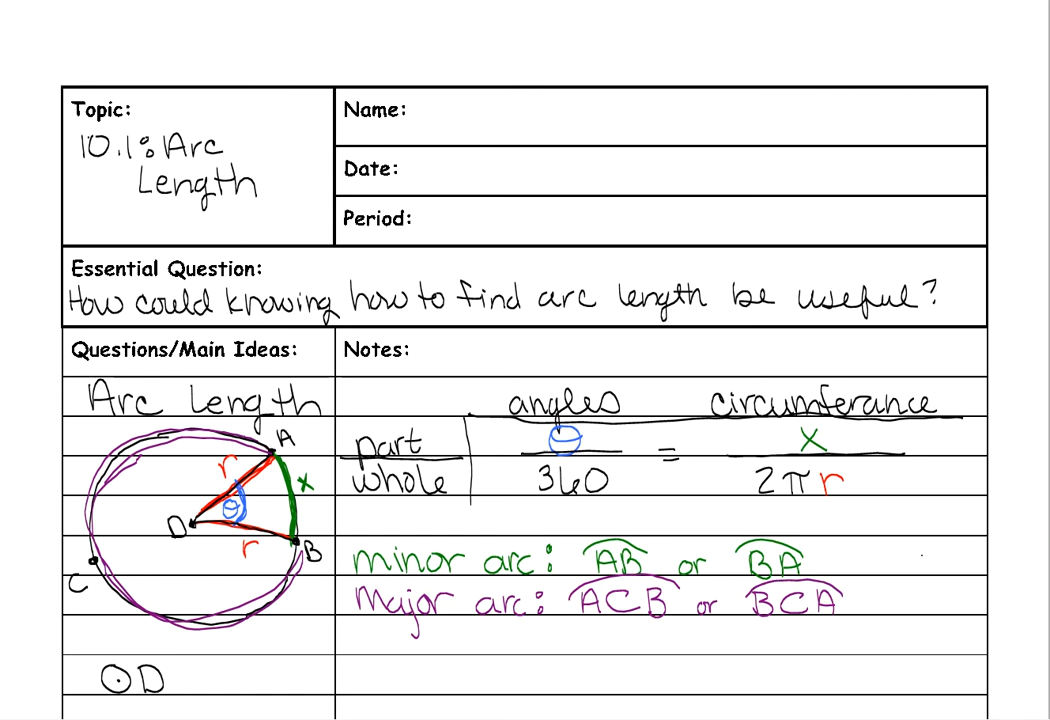 Topic:
10.1: Arc
Length
Name:
Date:
Period:
Essential Question:
How could knowing how to find arc length be useful?
Questions/Main Ideas:
Notes:
Arc Length
angles circumferance
part θ = x
whole 360 2πr
A
r x
θ
D
r B
C
minor arc: AB or BA
Major arc: ACB or BCA
⊙D